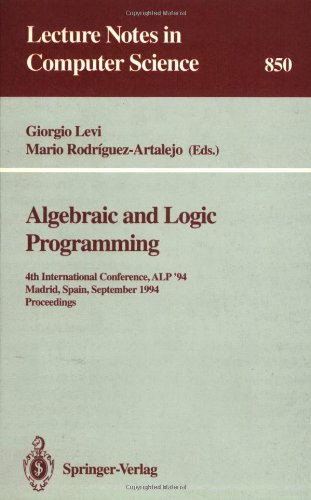 Lecture Notes in
Computer Science 850
Giorgio Levi
Mario Rodríguez-Artalejo (Eds.)
Algebraic and Logic
Programming
4th International Conference, ALP '94
Madrid, Spain, September 1994
Proceedings
Springer-Verlag